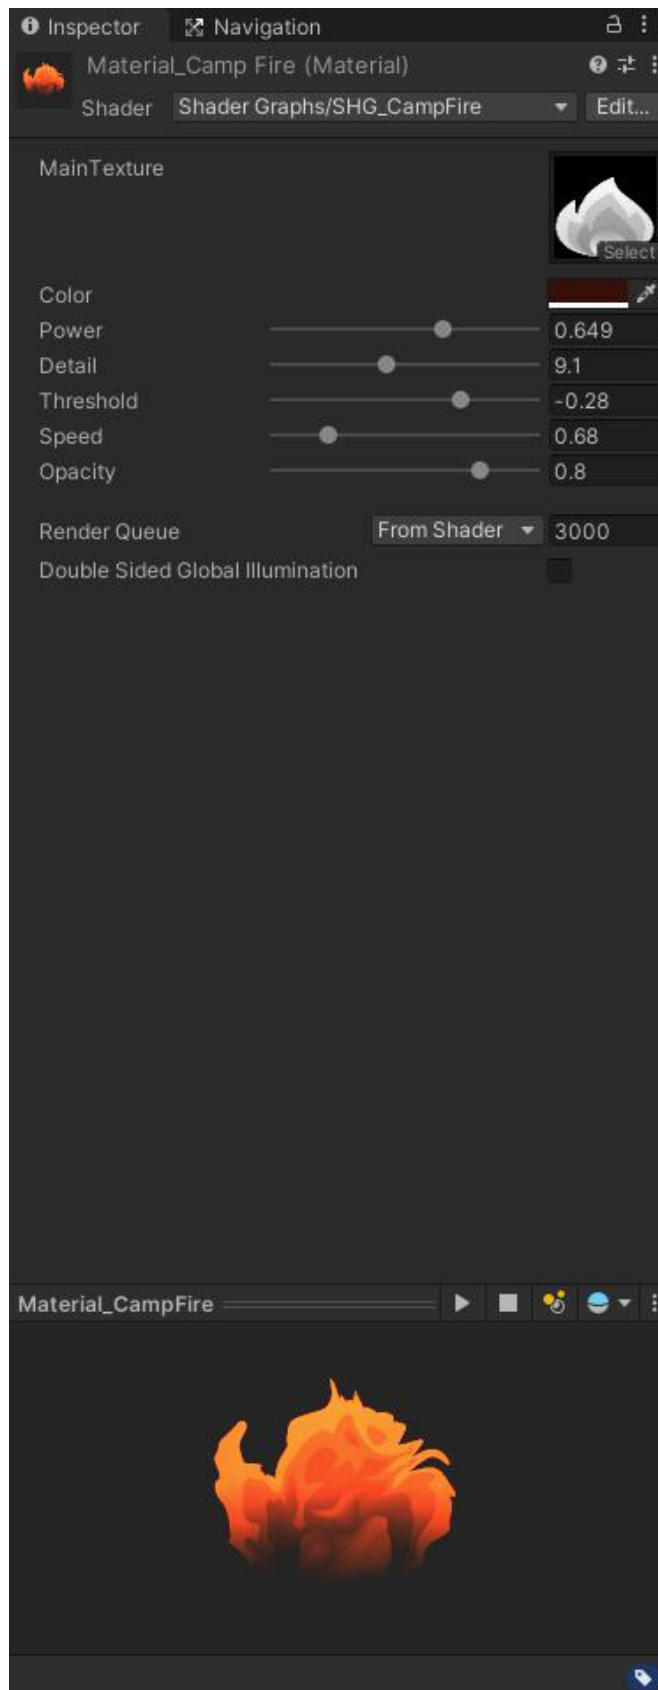 Inspector Navigation
Material_Camp Fire (Material)
Shader Shader Graphs/SHG_CampFire Edit...
MainTexture
Select
Color
Power 0.649
Detail 9.1
Threshold -0.28
Speed 0.68
Opacity 0.8
Render Queue From Shader 3000
Double Sided Global Illumination
Material_CampFire